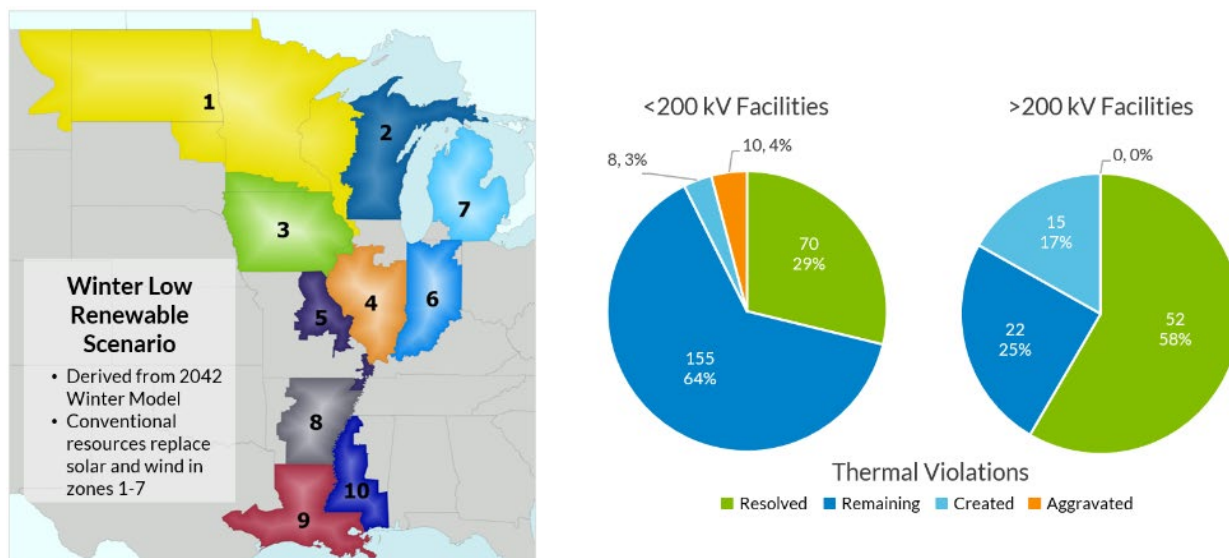 1
2
3
4
5
6
7
8
9
10
Winter Low
Renewable
Scenario
• Derived from 2042
Winter Model
• Conventional
resources replace
solar and wind in
zones 1-7
<200 kV Facilities
8, 3%
10, 4%
70
29%
155
64%
>200 kV Facilities
0, 0%
15
17%
22
25%
52
58%
Thermal Violations
Resolved Remaining Created Aggravated